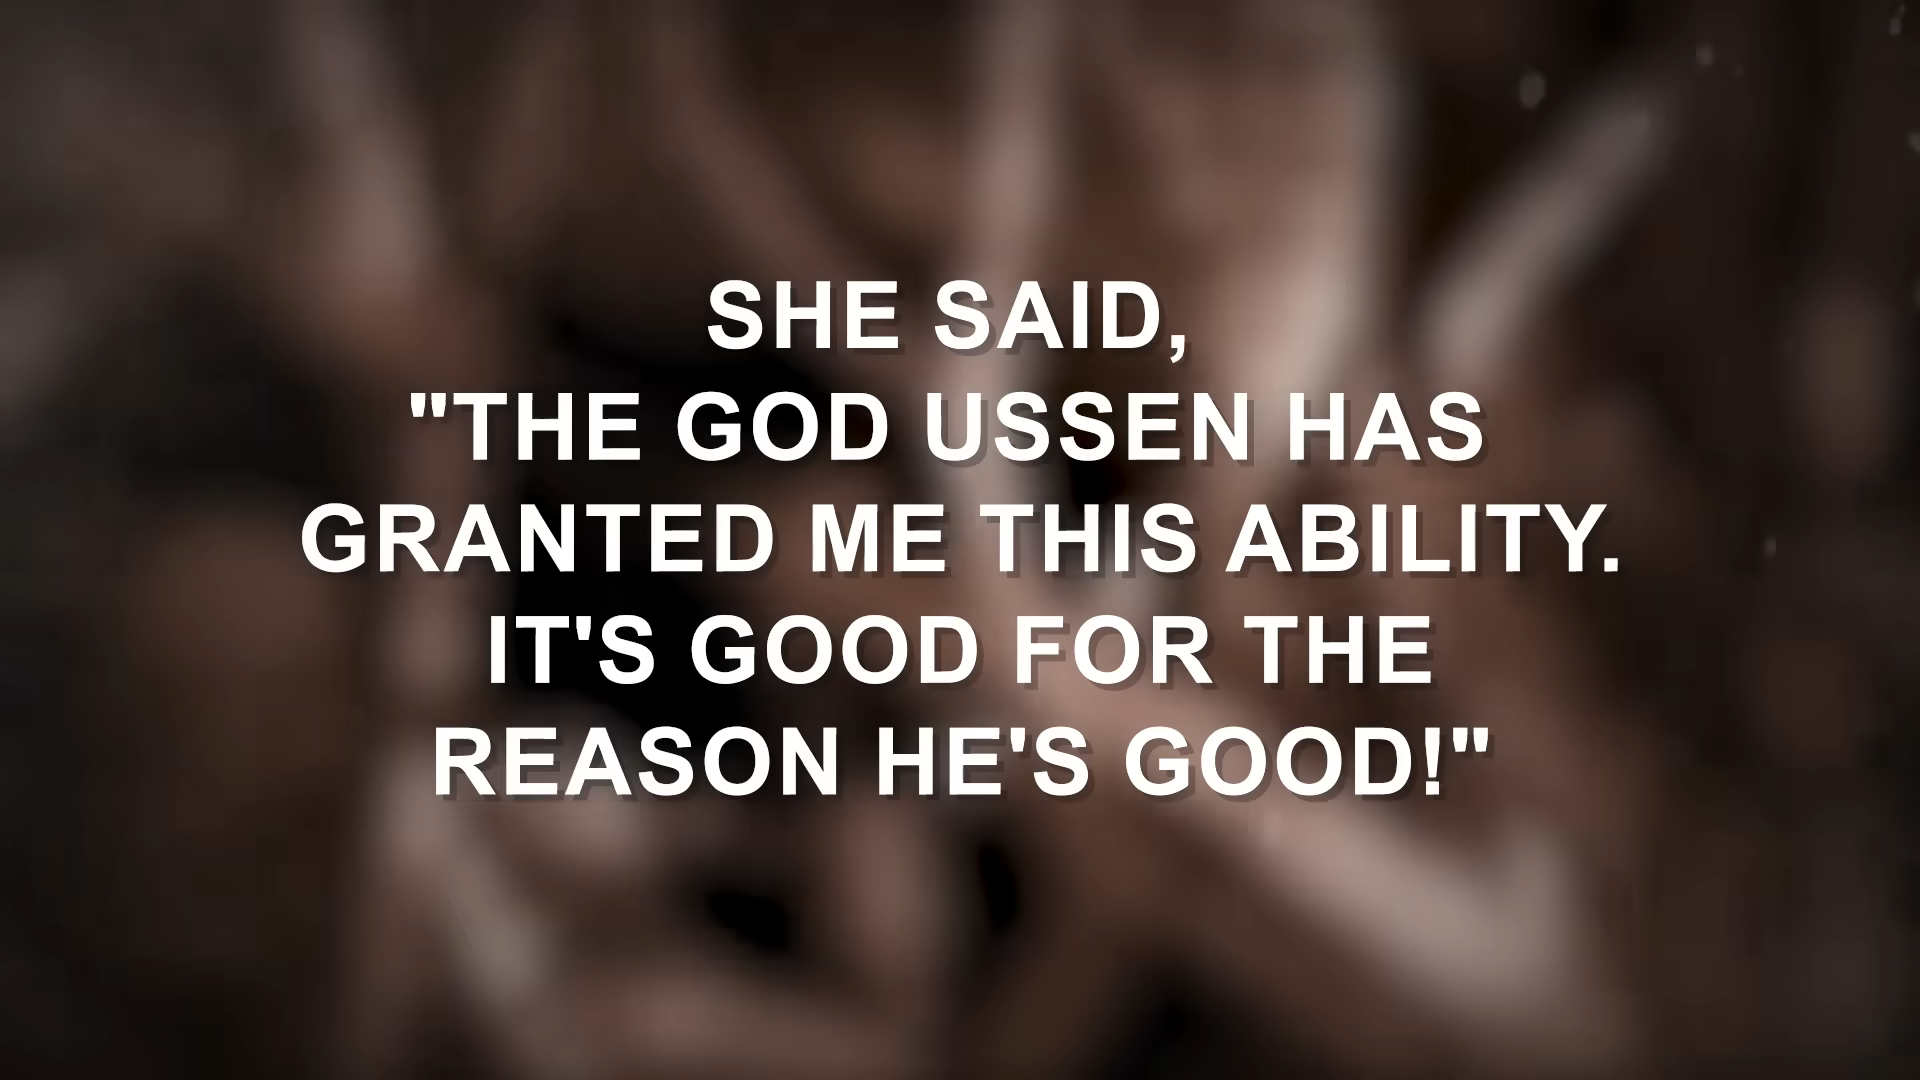 SHE SAID,
"THE GOD USSEN HAS
GRANTED ME THIS ABILITY.
IT'S GOOD FOR THE
REASON HE'S GOOD!"